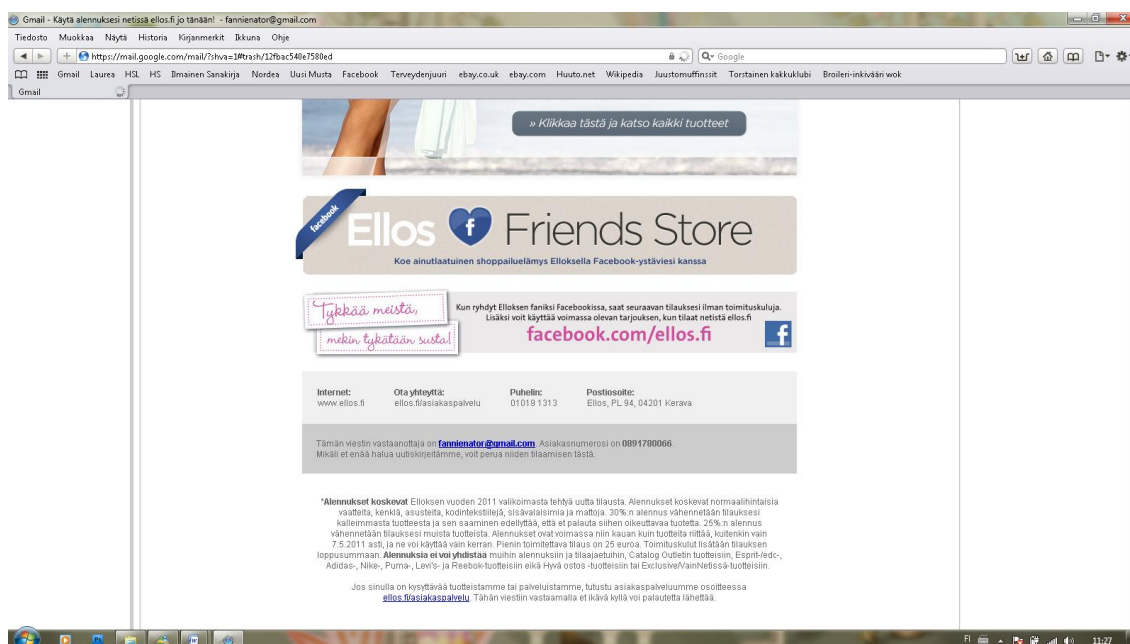 Gmail - Käytä alennuksesi netissä ellos.fi jo tänään! - fannienator@gmail.com
Tiedosto Muokkaa Näytä Historia Kirjanmerkit Ikkuna Ohje
https://mail.google.com/mail/?shva=1#trash/12fbac540e7580ed
Google
Gmail Laurea HSL HS Ilmainen Sanakirja Nordea Uusi Musta Facebook Terveydenjuuri ebay.co.uk ebay.com Huuto.net Wikipedia Juustomuffinssit Torstainen kakkuklubi Broileri-inkivääri wok
Gmail
» Klikkaa tästä ja katso kaikki tuotteet
facebook
Ellos f Friends Store
Koe ainutlaatuinen shoppailuelämys Elloksella Facebook-ystäviesi kanssa
Tykkää meistä,
mekin tykätään susta!
Kun ryhdyt Elloksen faniksi Facebookissa, saat seuraavan tilauksesi ilman toimituskuluja.
Lisäksi voit käyttää voimassa olevan tarjouksen, kun tilaat netistä ellos.fi
facebook.com/ellos.fi
f
Internet: Ota yhteyttä: Puhelin: Postiosoite:
www.ellos.fi ellos.fi/asiakaspalvelu 01019 1313 Ellos, PL 94, 04201 Kerava
Tämän viestin vastaanottaja on fannienator@gmail.com. Asiakasnumerosi on 0891780066.
Mikäli et enää halua uutiskirjeitämme, voit perua niiden tilaamisen tästä.
*Alennukset koskevat Elloksen vuoden 2011 valikoimasta tehtyä uutta tilausta. Alennukset koskevat normaalihintaisia
vaatteita, kenkiä, asusteita, kodintekstiilejä, sisävalaisimia ja mattoja. 30%:n alennus vähennetään tilauksesi
kalleimmasta tuotteesta ja sen saaminen edellyttää, että et palauta siihen oikeuttavaa tuotetta. 25%:n alennus
vähennetään tilauksesi muista tuotteista. Alennukset ovat voimassa niin kauan kuin tuotteita riittää, kuitenkin vain
7.5.2011 asti, ja ne voi käyttää vain kerran. Pienin toimitettava tilaus on 25 euroa. Toimituskulut lisätään tilauksen
loppusummaan. Alennuksia ei voi yhdistää muihin alennuksiin ja tilaajaetuihin, Catalog Outletin tuotteisiin, Esprit-/edc-,
Adidas-, Nike-, Puma-, Levi's- ja Reebok-tuotteisiin eikä Hyvä ostos -tuotteisiin tai Exclusive/VainNetissä-tuotteisiin.
Jos sinulla on kysyttävää tuotteistamme tai palveluistamme, tutustu asiakaspalveluumme osoitteessa
ellos.fi/asiakaspalvelu. Tähän viestiin vastaamalla et ikävä kyllä voi palautetta lähettää.
FI 11:27